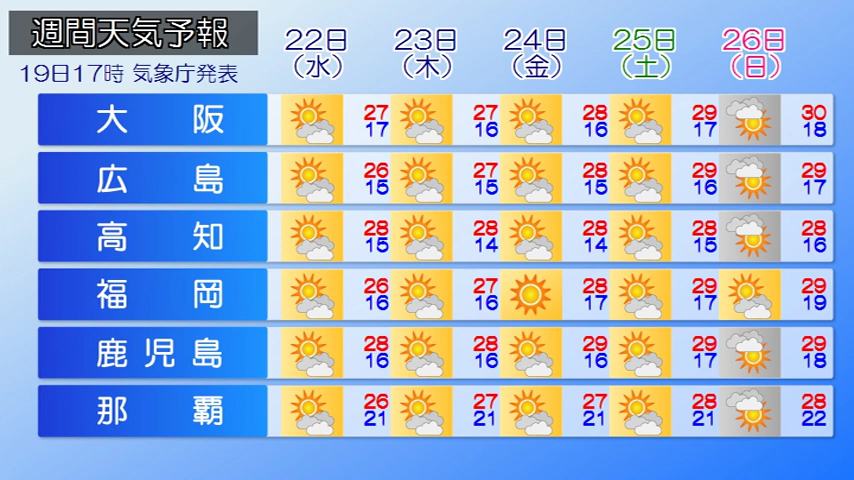 週間天気予報
19日17時 気象庁発表
22日 23日 24日 25日 26日
(水) (木) (金) (土) (日)
大阪 27 17 27 16 28 16 29 17 30 18
広島 26 15 27 15 28 15 29 16 29 17
高知 28 15 28 14 28 14 28 15 28 16
福岡 26 16 27 16 28 17 29 17 29 19
鹿児島 28 16 28 16 29 16 29 17 29 18
那覇 26 21 27 21 27 21 28 21 28 22